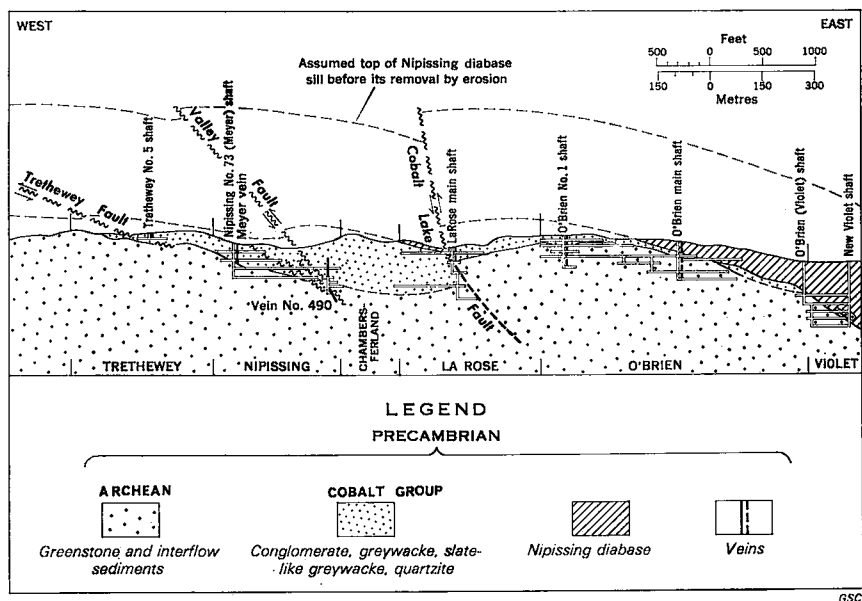 WEST
EAST
Feet
500 0 500 1000
150 0 150 300
Metres
Assumed top of Nipissing diabase
sill before its removal by erosion
Tretheway Fault
Tretheway No. 5 shaft
Valley Fault
Nipissing No. 73 (Meyer) shaft
Meyer vein
Vein No. 490
Cobalt Lake Fault
LaRose main shaft
O'Brien No. 1 shaft
O'Brien main shaft
O'Brien (Violet) shaft
New Violet shaft
TRETHEWAY
NIPISSING
CHAMBERS-
FERLAND
LA ROSE
O'BRIEN
VIOLET
LEGEND
PRECAMBRIAN
ARCHEAN
Greenstone and interflow
sediments
COBALT GROUP
Conglomerate, greywacke, slate-
like greywacke, quartzite
Nipissing diabase
Veins
GSC